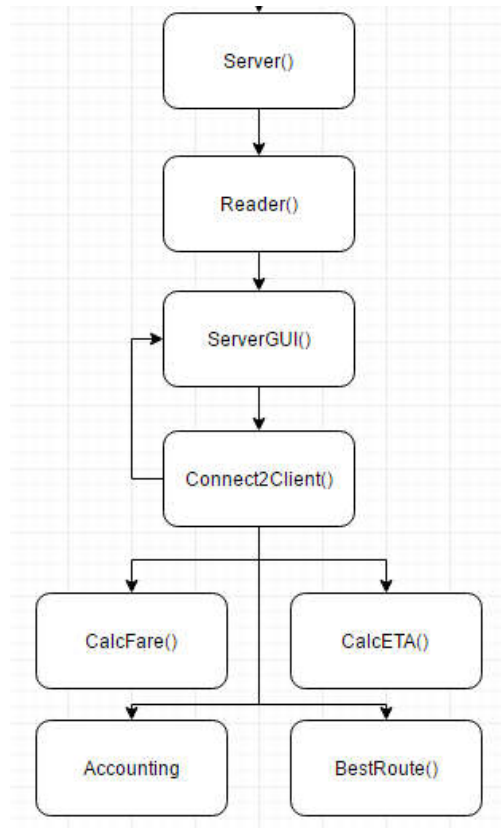 Server()
Reader()
ServerGUI()
Connect2Client()
CalcFare()
CalcETA()
Accounting
BestRoute()